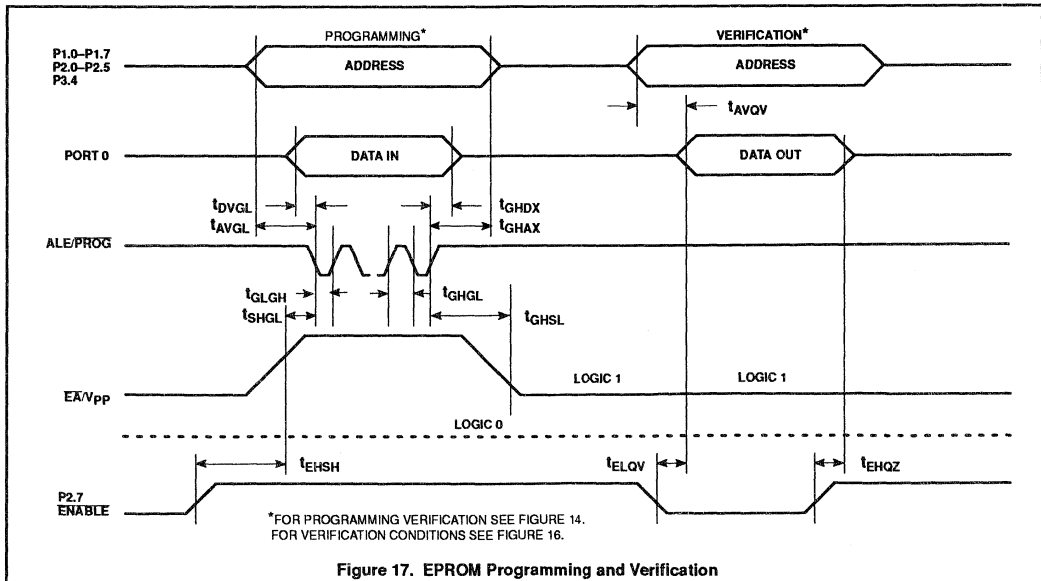 PROGRAMMING* VERIFICATION*
P1.0–P1.7
P2.0–P2.5
P3.4
ADDRESS ADDRESS
tAVQV
PORT 0 DATA IN DATA OUT
tDVGL tGHDX
tAVGL tGHAX
ALE/PROG
tGLGH tGHGL
tSHGL tGHSL
LOGIC 1 LOGIC 1
EA/VPP
LOGIC 0
tEHSH tELQV tEHQZ
P2.7
ENABLE
*FOR PROGRAMMING VERIFICATION SEE FIGURE 14.
FOR VERIFICATION CONDITIONS SEE FIGURE 16.
Figure 17. EPROM Programming and Verification